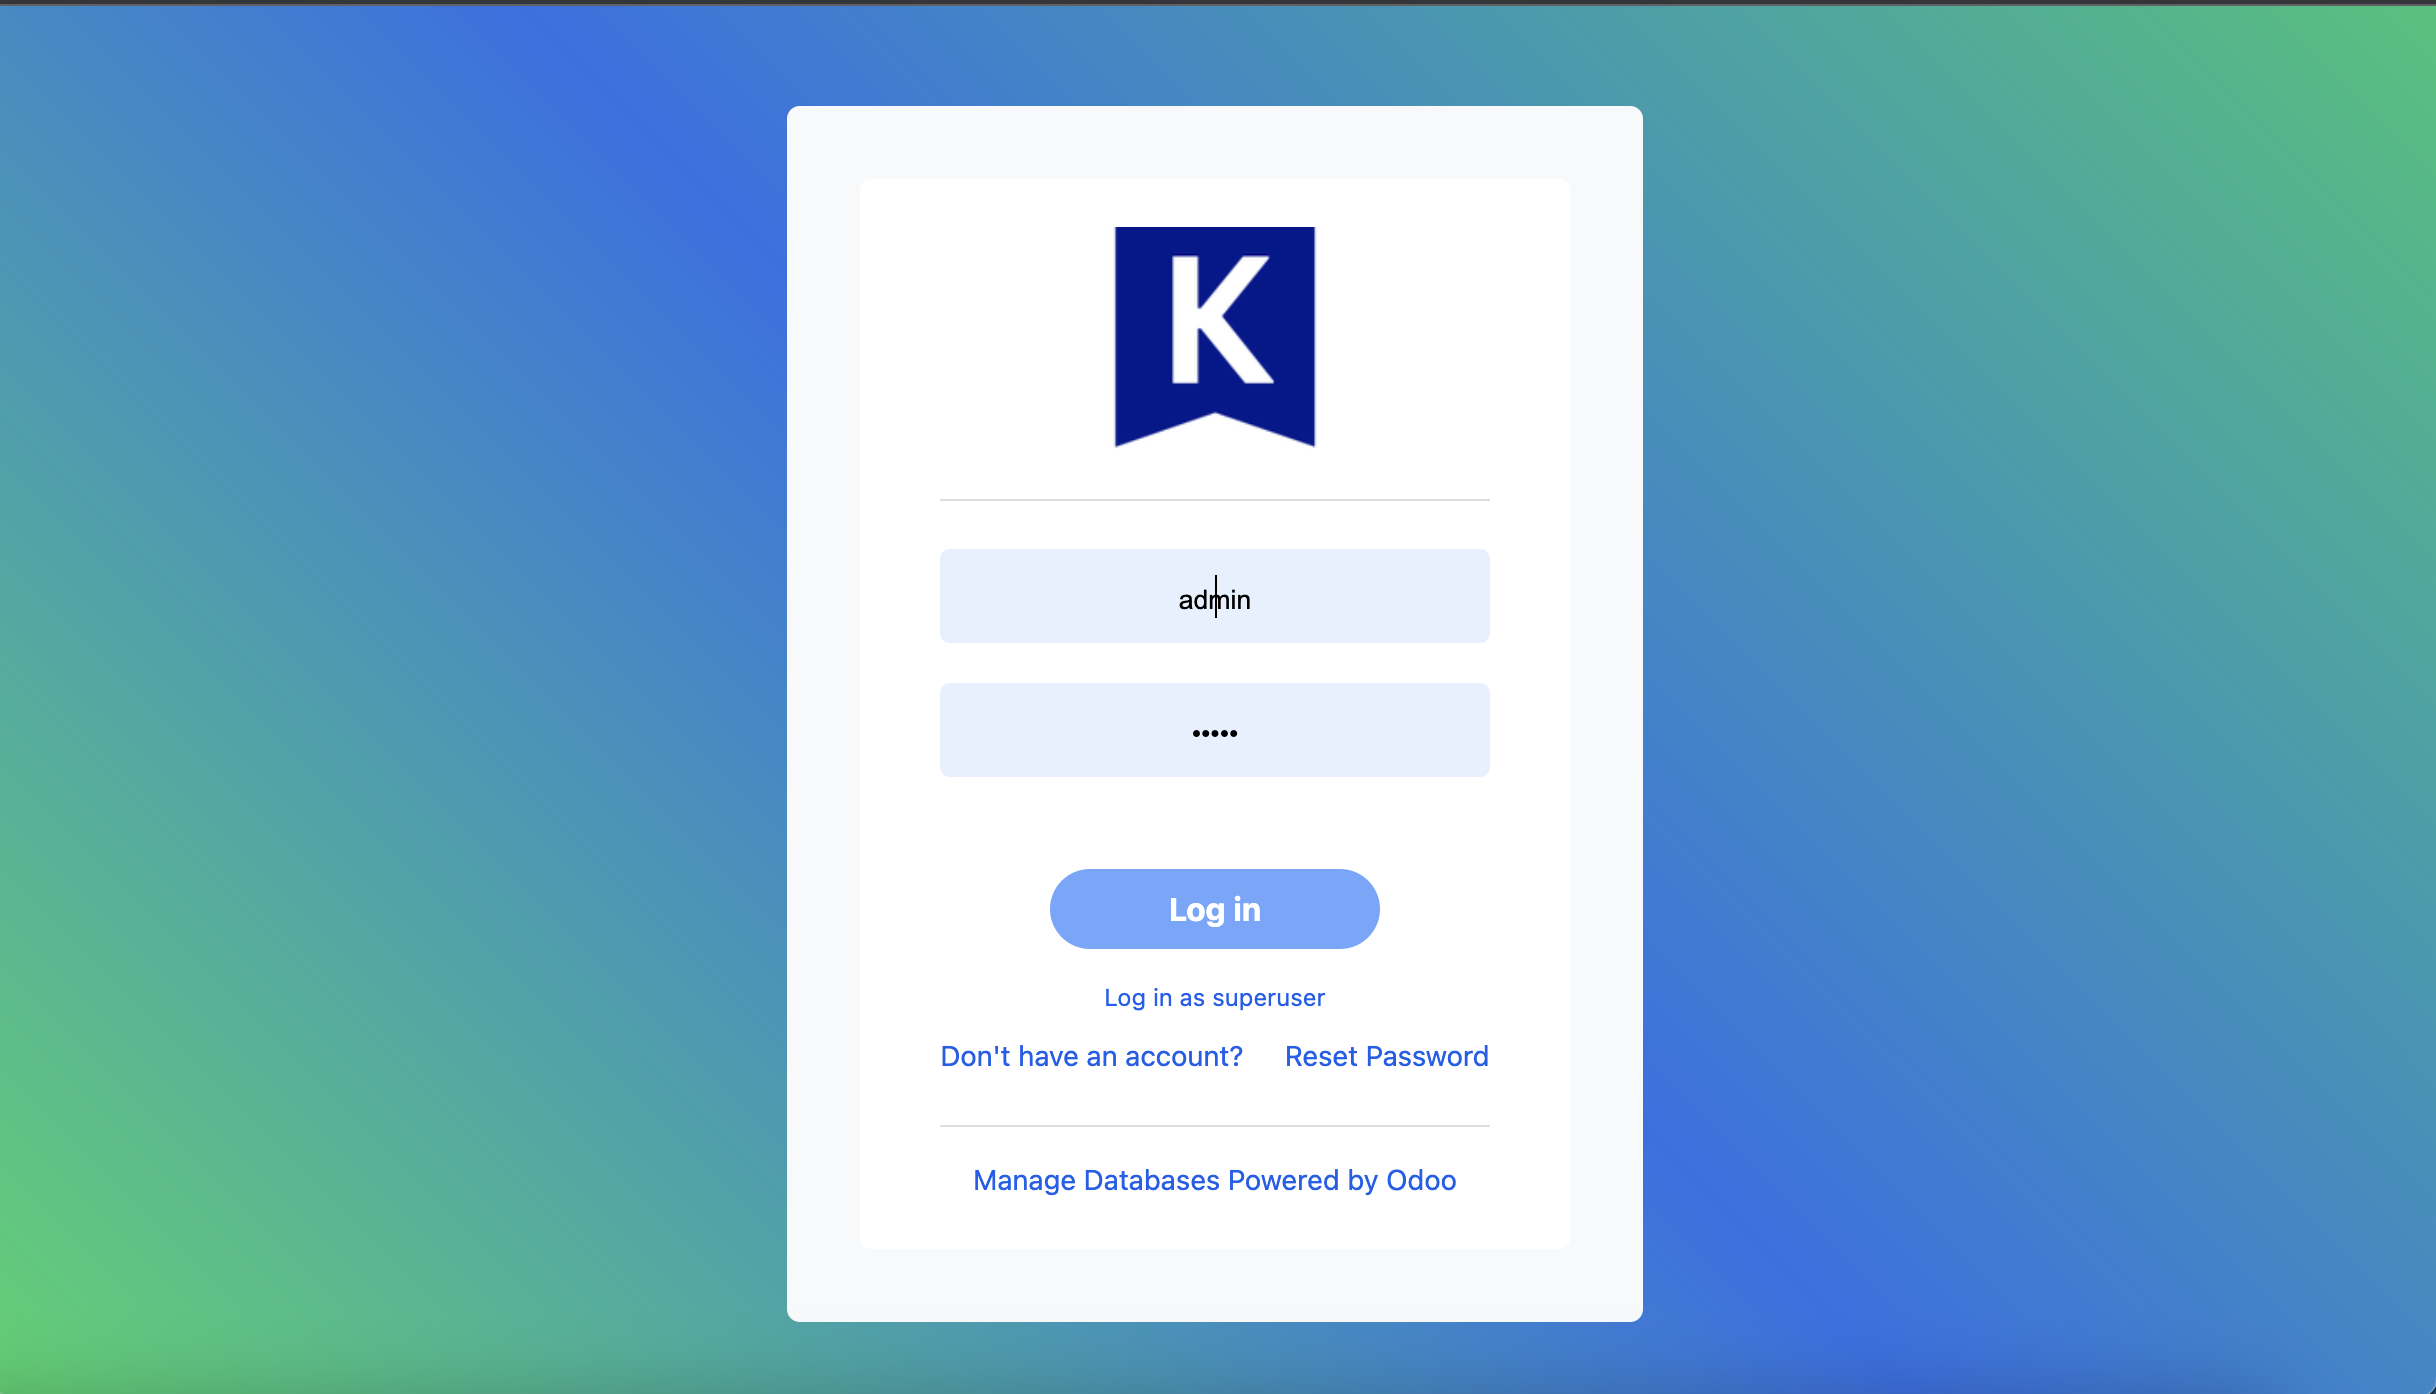 K
admin
•••••
Log in
Log in as superuser
Don't have an account? Reset Password
Manage Databases Powered by Odoo